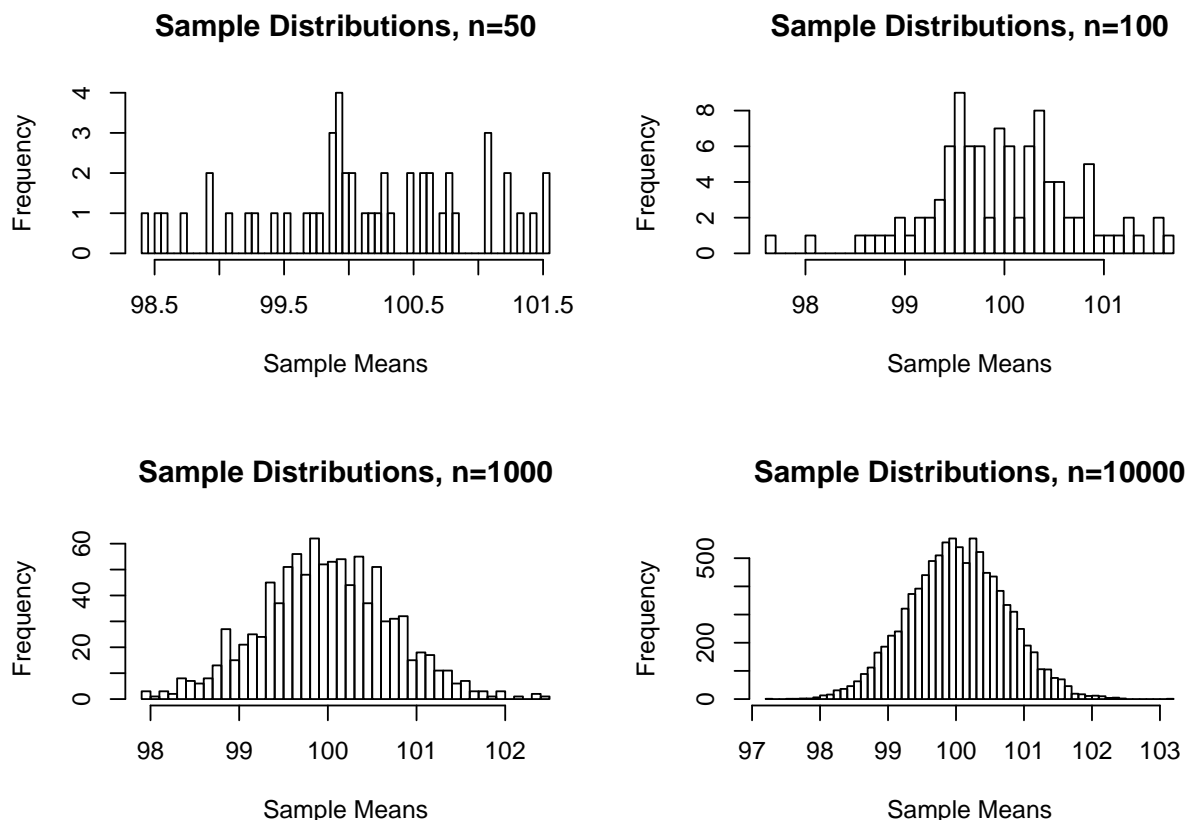 Sample Distributions, n=50
Frequency
4
3
2
1
0
98.5 99.5 100.5 101.5
Sample Means
Sample Distributions, n=100
Frequency
8
6
4
2
0
98 99 100 101
Sample Means
Sample Distributions, n=1000
Frequency
60
40
20
0
98 99 100 101 102
Sample Means
Sample Distributions, n=10000
Frequency
500
200
0
97 98 99 100 101 102 103
Sample Means